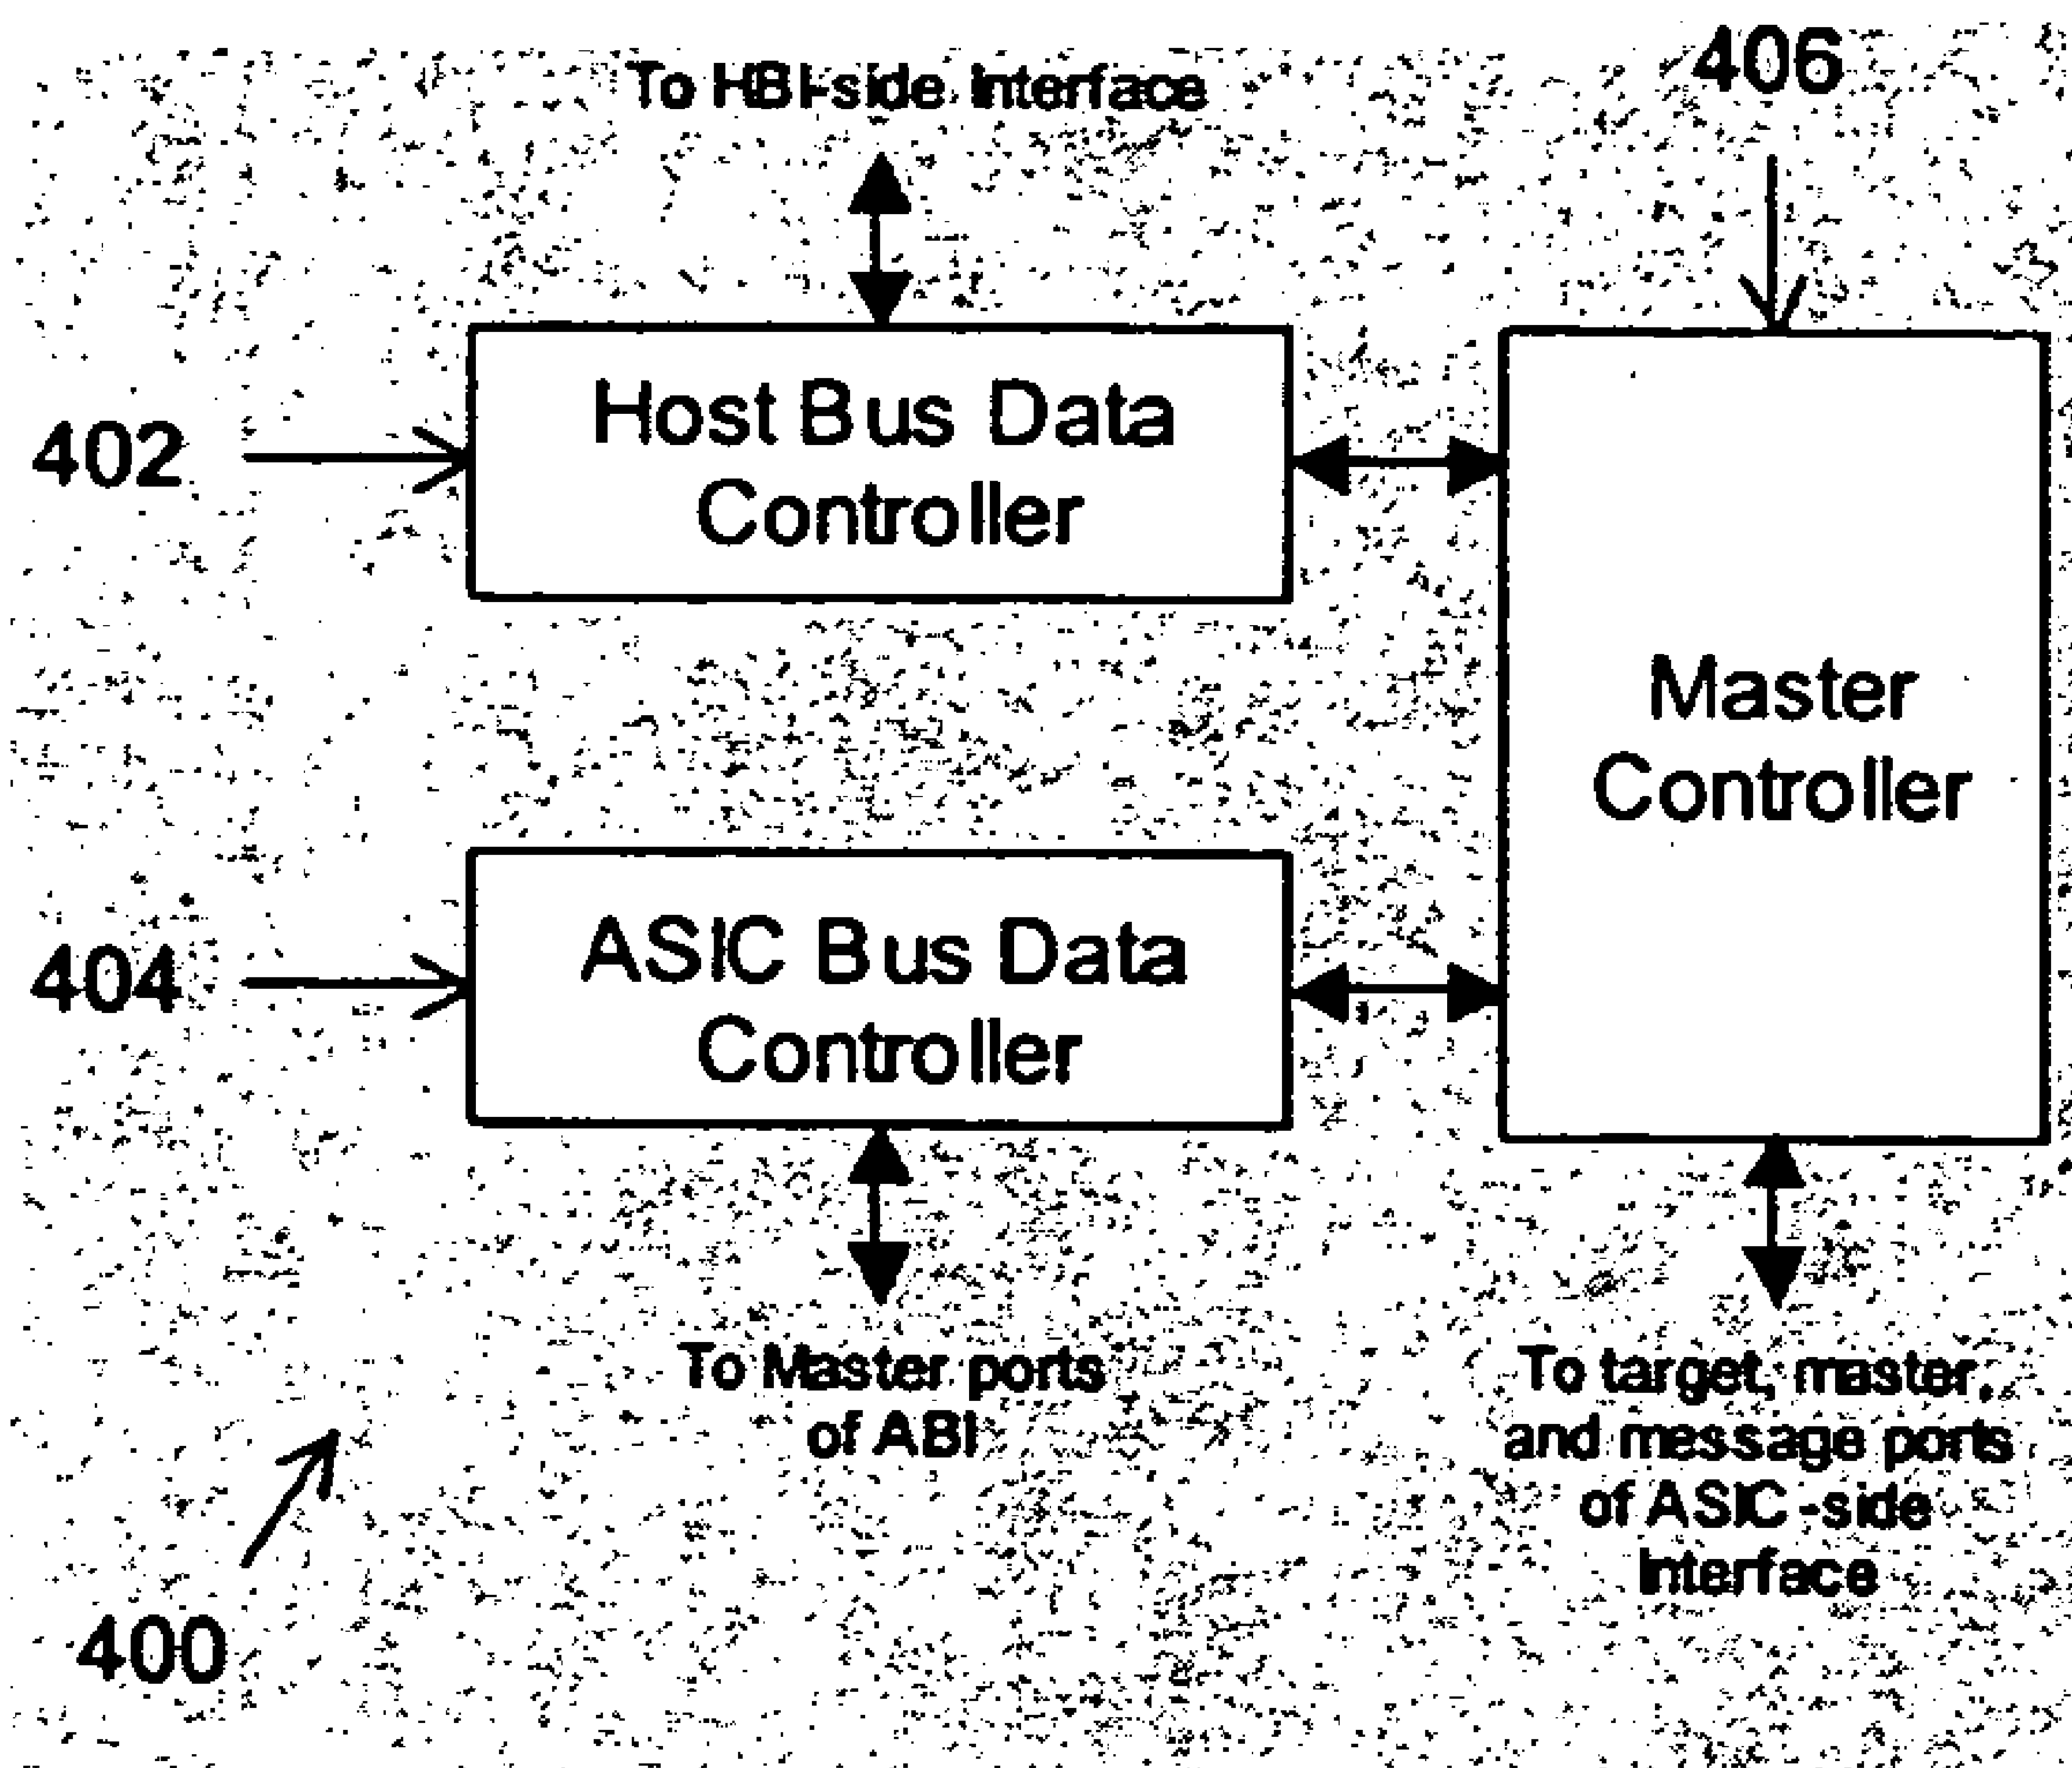 406
To HBI-side Interface
402
Host Bus Data
Controller
Master
Controller
404
ASIC Bus Data
Controller
To Master ports
of ABI
To target, master,
and message ports
of ASIC-side
Interface
400